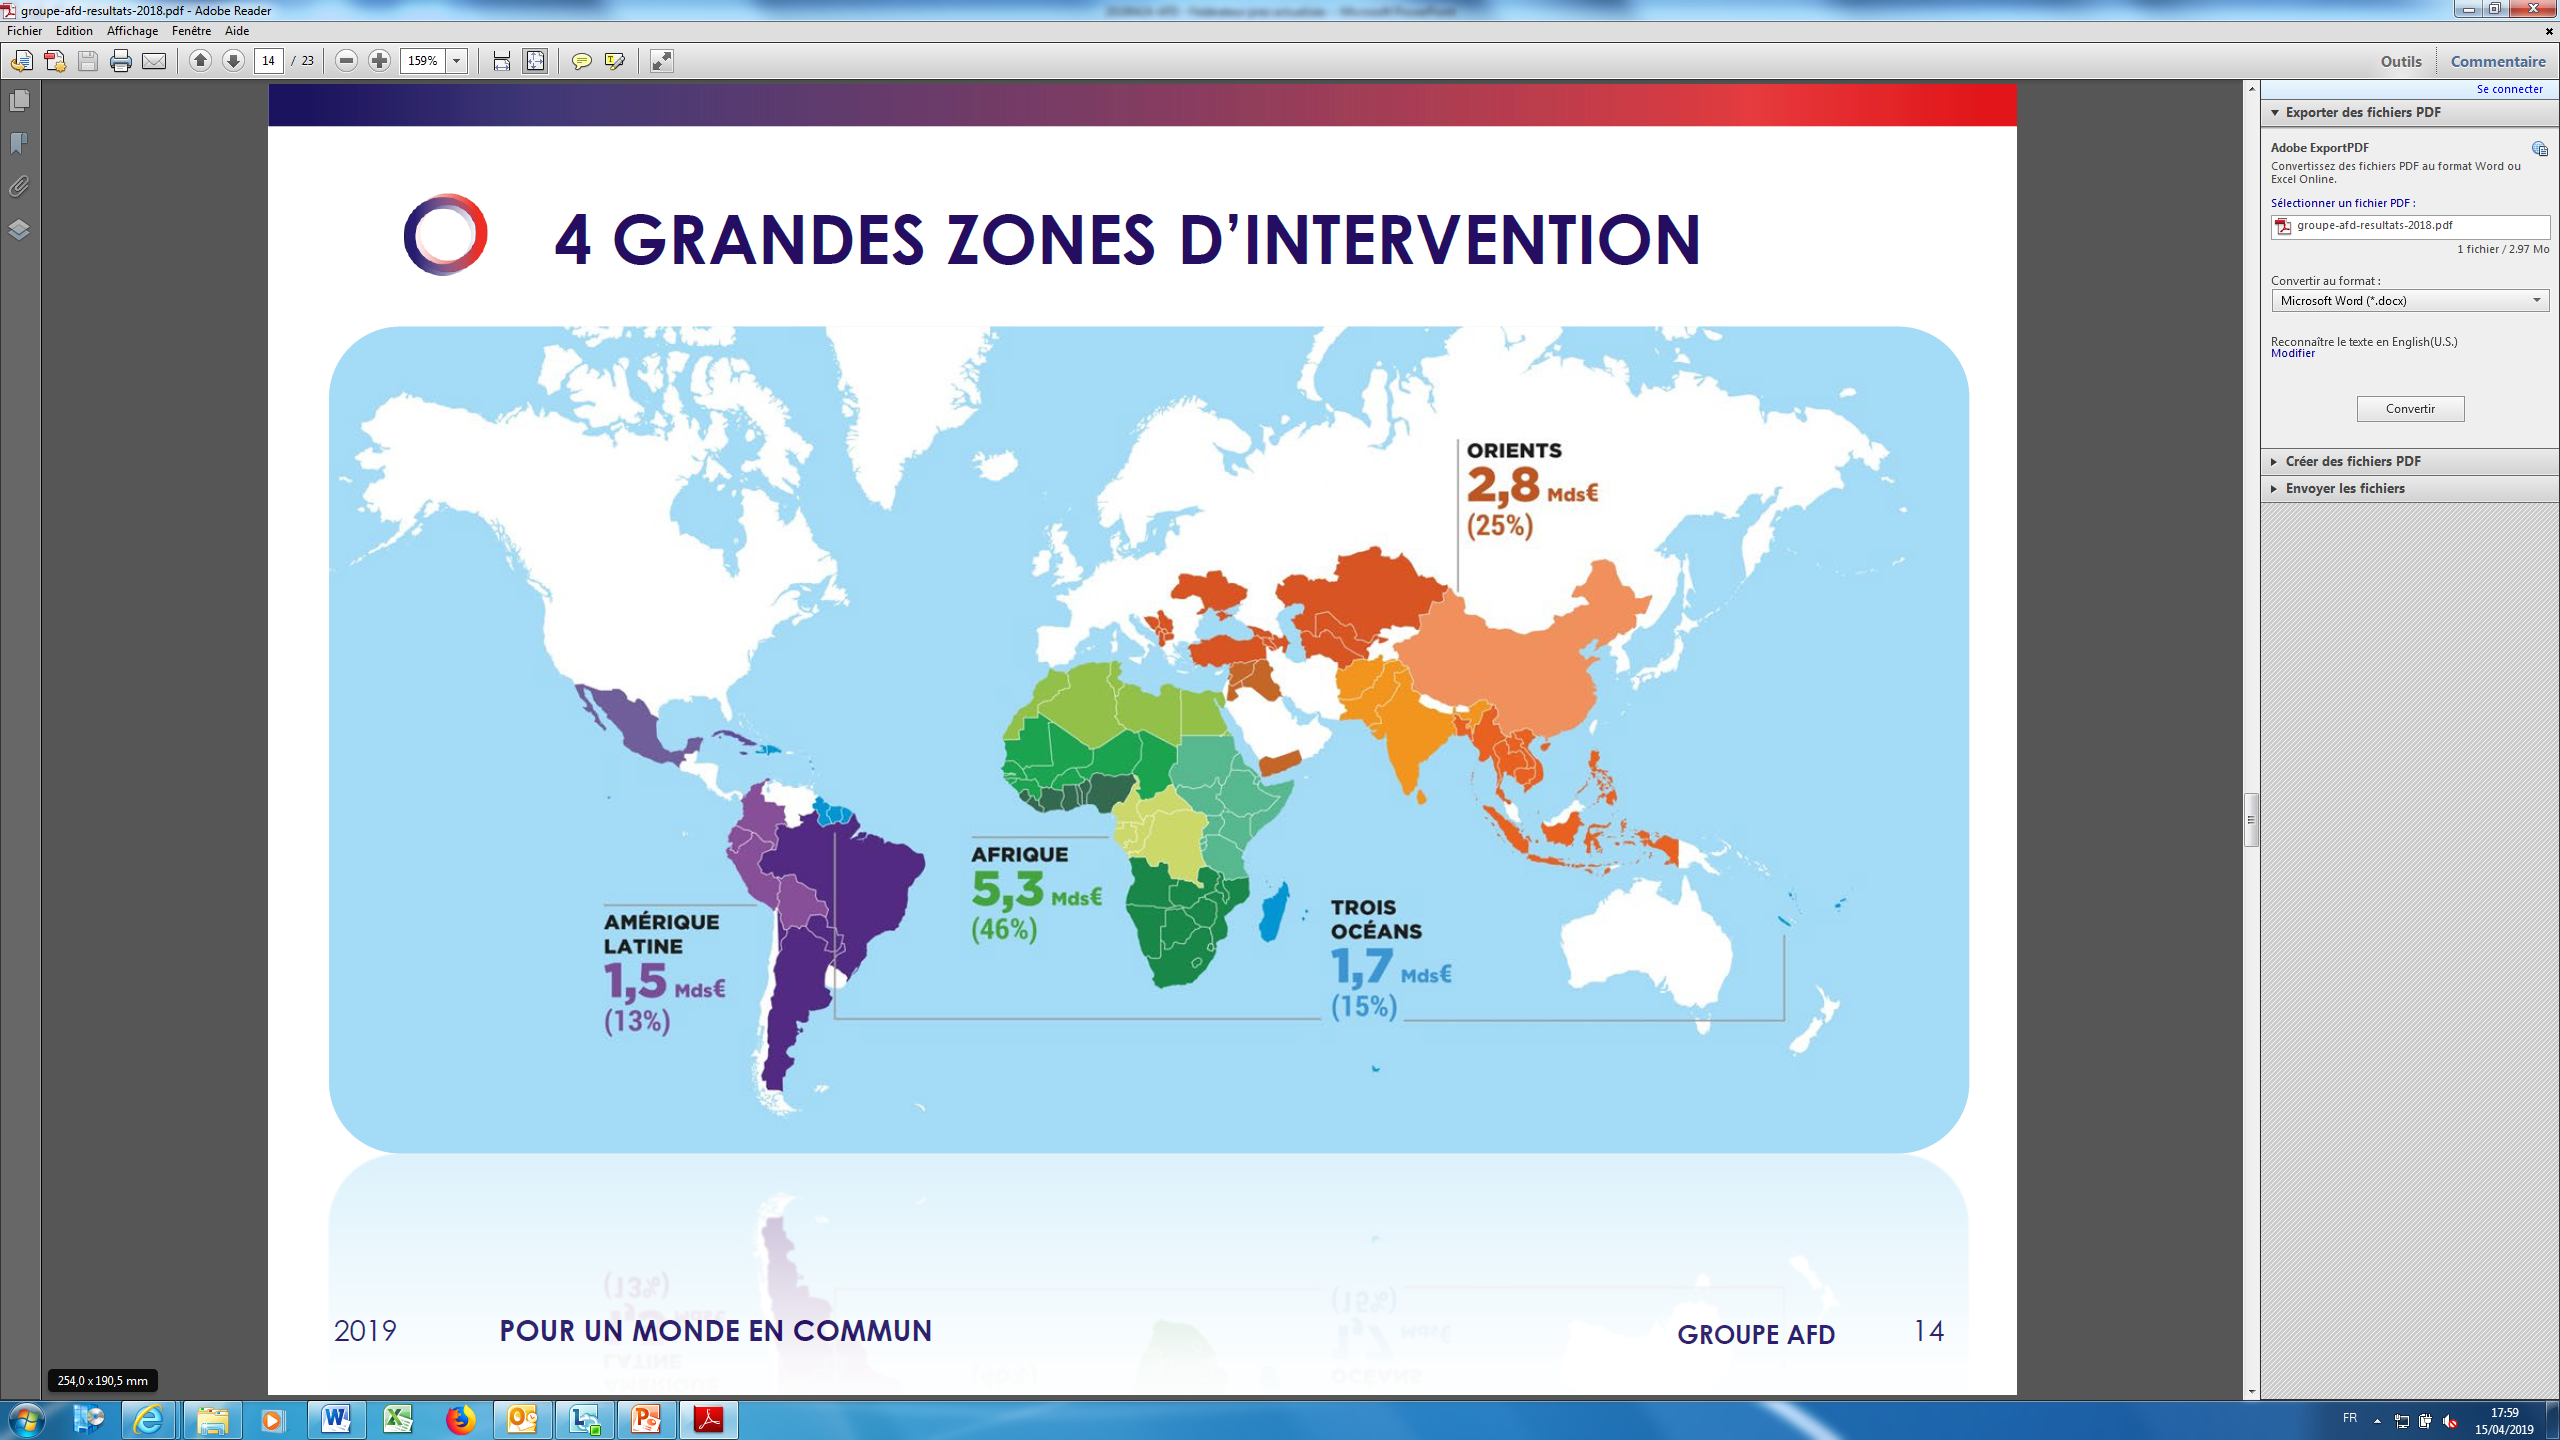 groupe-afd-resultats-2018.pdf - Adobe Reader
Fichier Edition Affichage Fenêtre Aide
14 / 23 159% Outils Commentaire
Se connecter
Exporter des fichiers PDF
Adobe ExportPDF
Convertissez des fichiers PDF au format Word ou
Excel Online.
Sélectionner un fichier PDF :
groupe-afd-resultats-2018.pdf
1 fichier / 2.97 Mo
Convertir au format :
Microsoft Word (*.docx)
Reconnaître le texte en English(U.S.)
Modifier
Convertir
Créer des fichiers PDF
Envoyer les fichiers
4 GRANDES ZONES D’INTERVENTION
ORIENTS
2,8 Mds€
(25%)
AFRIQUE
5,3 Mds€
(46%)
TROIS
OCÉANS
1,7 Mds€
(15%)
AMÉRIQUE
LATINE
1,5 Mds€
(13%)
2019 POUR UN MONDE EN COMMUN GROUPE AFD 14
254,0 x 190,5 mm
FR
17:59
15/04/2019